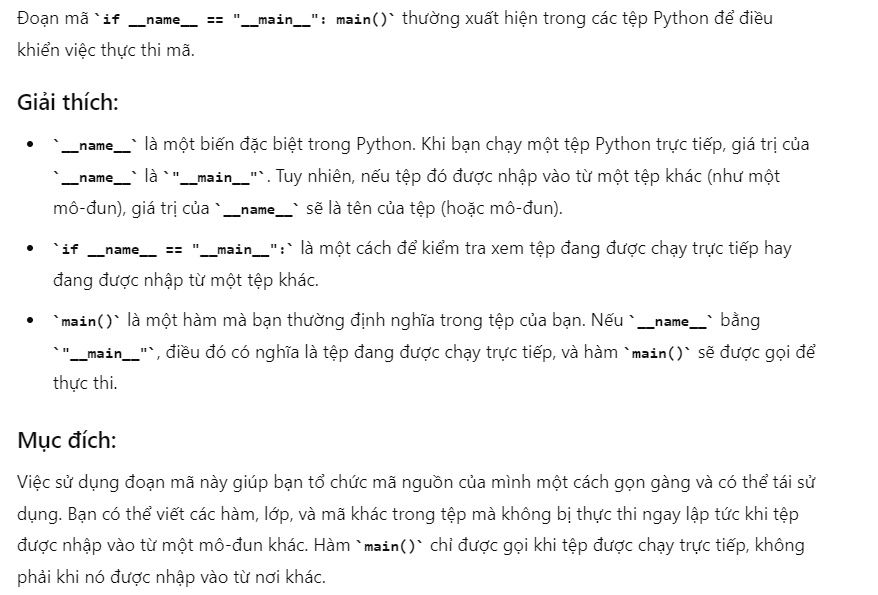 Đoạn mã `if __name__ == "__main__": main()` thường xuất hiện trong các tệp Python để điều
khiển việc thực thi mã.
Giải thích:
• `__name__` là một biến đặc biệt trong Python. Khi bạn chạy một tệp Python trực tiếp, giá trị của
`__name__` là `"__main__"`. Tuy nhiên, nếu tệp đó được nhập vào từ một tệp khác (như một
mô-đun), giá trị của `__name__` sẽ là tên của tệp (hoặc mô-đun).
• `if __name__ == "__main__":` là một cách để kiểm tra xem tệp đang được chạy trực tiếp hay
đang được nhập từ một tệp khác.
• `main()` là một hàm mà bạn thường định nghĩa trong tệp của bạn. Nếu `__name__` bằng
`"__main__"`, điều đó có nghĩa là tệp đang được chạy trực tiếp, và hàm `main()` sẽ được gọi để
thực thi.
Mục đích:
Việc sử dụng đoạn mã này giúp bạn tổ chức mã nguồn của mình một cách gọn gàng và có thể tái sử
dụng. Bạn có thể viết các hàm, lớp, và mã khác trong tệp mà không bị thực thi ngay lập tức khi tệp
được nhập vào từ một mô-đun khác. Hàm `main()` chỉ được gọi khi tệp được chạy trực tiếp, không
phải khi nó được nhập vào từ nơi khác.